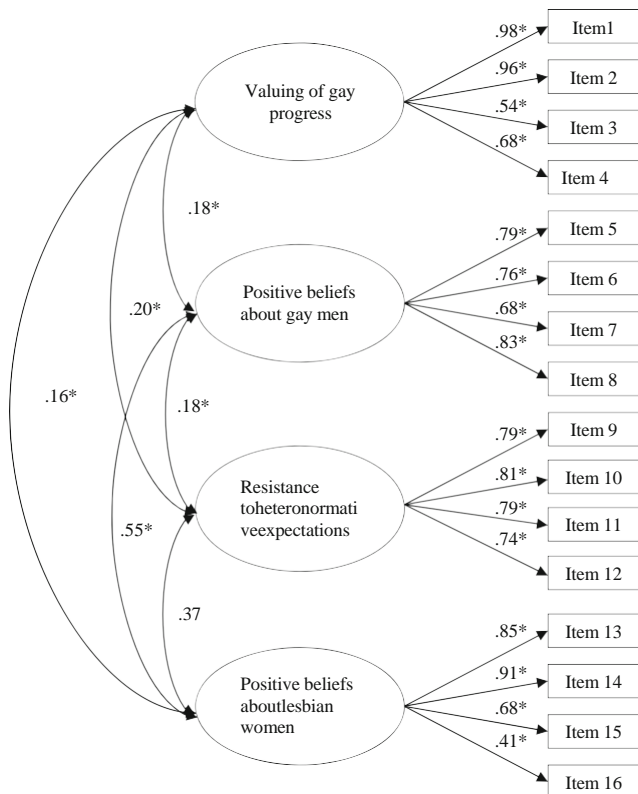 .98*
Item1
.96*
Item 2
.54*
Item 3
.68*
Item 4
Valuing of gay
progress
.18*
.79*
Item 5
.76*
Item 6
.68*
Item 7
.83*
Item 8
Positive beliefs
about gay men
.20*
.16*
.18*
.79*
Item 9
.81*
Item 10
.79*
Item 11
.74*
Item 12
Resistance
toheteronormati
veexpectations
.55*
.37
.85*
Item 13
.91*
Item 14
.68*
Item 15
.41*
Item 16
Positive beliefs
aboutlesbian
women